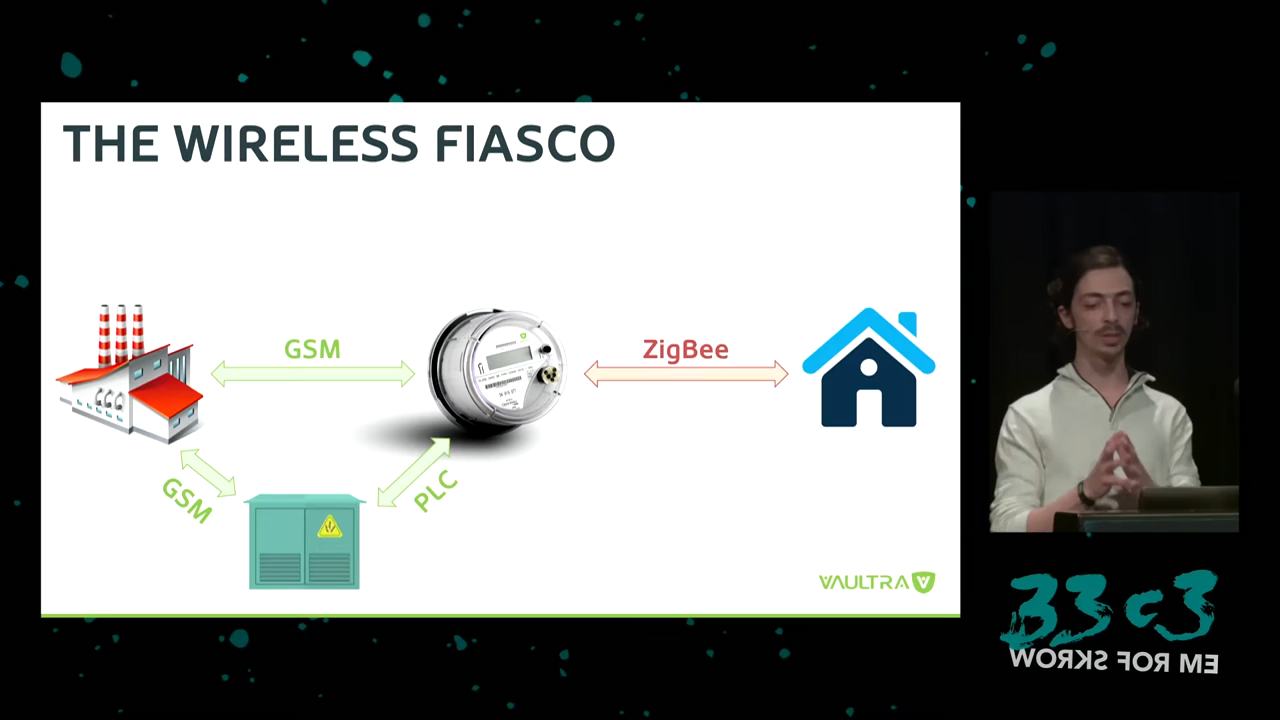 THE WIRELESS FIASCO
GSM
ZigBee
GSM
PLC
VAULTRA
33c3
WORKS FOR ME